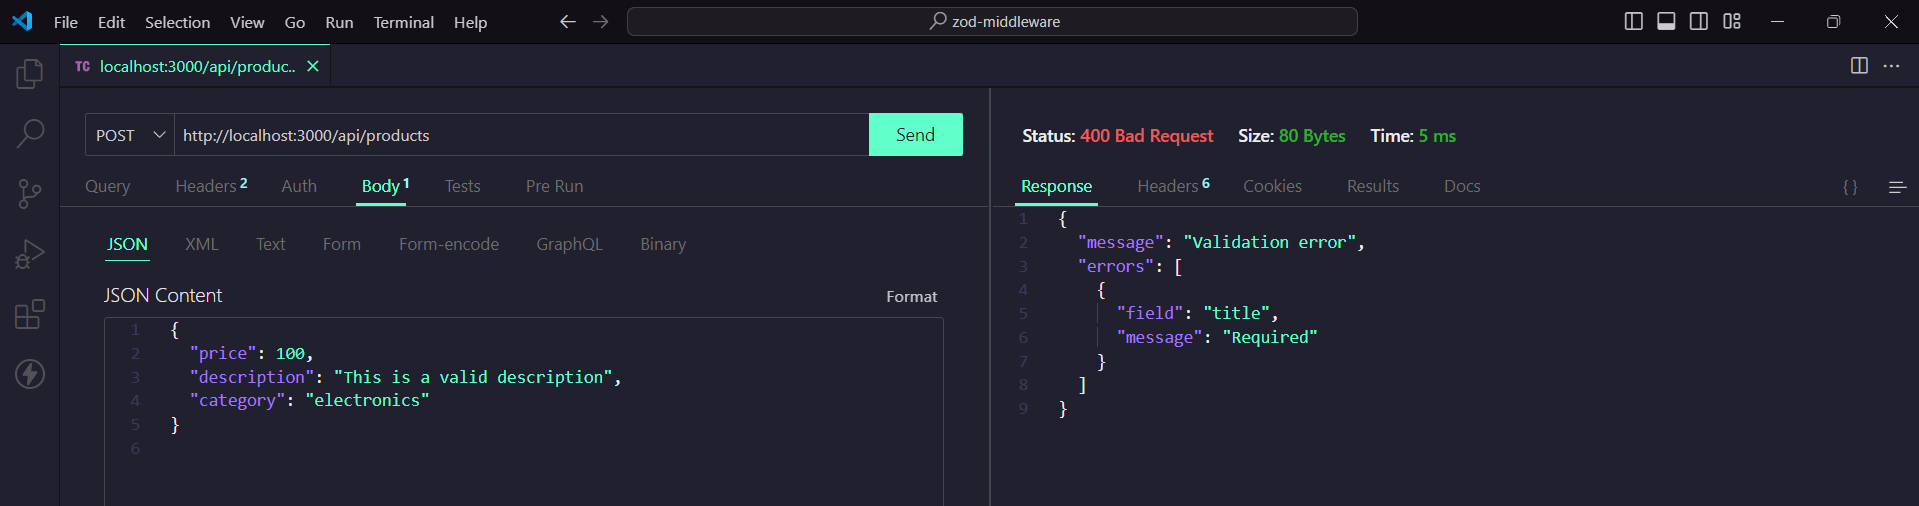 File Edit Selection View Go Run Terminal Help
zod-middleware
TC localhost:3000/api/produc..
POST http://localhost:3000/api/products Send
Query Headers 2 Auth Body 1 Tests Pre Run
JSON XML Text Form Form-encode GraphQL Binary
JSON Content Format
1 {
2 "price": 100,
3 "description": "This is a valid description",
4 "category": "electronics"
5 }
6
Status: 400 Bad Request Size: 80 Bytes Time: 5 ms
Response Headers 6 Cookies Results Docs { }
1 {
2 "message": "Validation error",
3 "errors": [
4 {
5 "field": "title",
6 "message": "Required"
7 }
8 ]
9 }